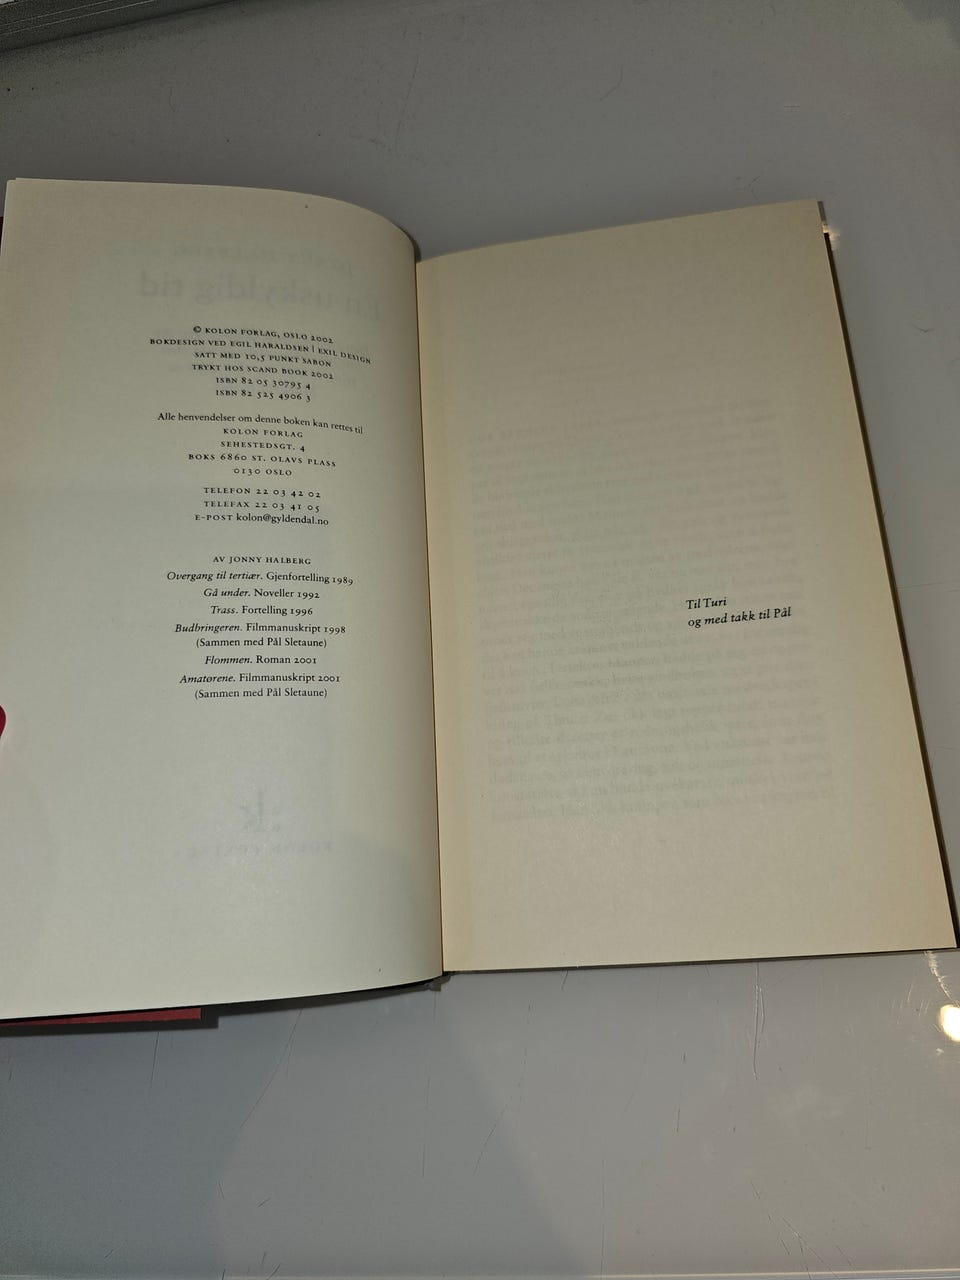 © KOLON FORLAG, OSLO 2002
BOKDESIGN VED EGIL HARALDSEN | EXIL DESIGN
SATT MED 10,5 PUNKT SABON
TRYKT HOS SCAND BOOK 2002
ISBN 82 05 30795 4
ISBN 82 525 4906 3
Alle henvendelser om denne boken kan rettes til
KOLON FORLAG
SEHESTEDSGT. 4
BOKS 6860 ST. OLAVS PLASS
0130 OSLO
TELEFON 22 03 42 02
TELEFAX 22 03 41 05
E-POST kolon@gyldendal.no
AV JONNY HALBERG
Overgang til tertiær. Gjenfortelling 1989
Gå under. Noveller 1992
Trass. Fortelling 1996
Budbringeren. Filmmanuskript 1998
(Sammen med Pål Sletaune)
Flommen. Roman 2001
Amatørene. Filmmanuskript 2001
(Sammen med Pål Sletaune)
Til Turi
og med takk til Pål